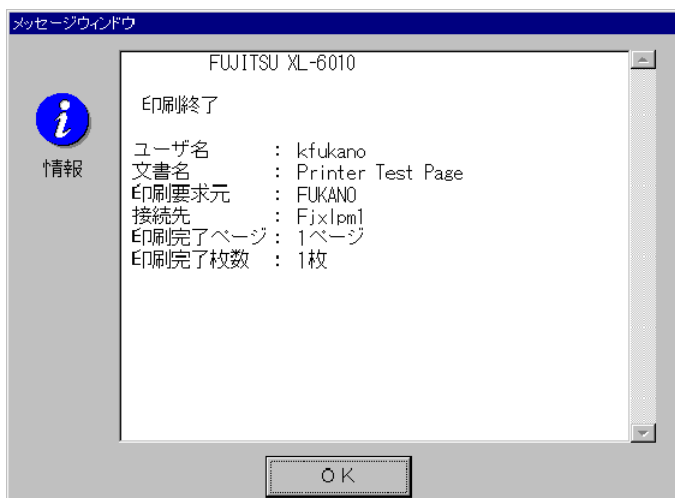 メッセージウィンドウ
FUJITSU XL-6010
印刷終了
情報
ユーザ名 : kfukano
文書名 : Printer Test Page
印刷要求元 : FUKANO
接続先 : Fjxlpm1
印刷完了ページ : 1ページ
印刷完了枚数 : 1枚
OK